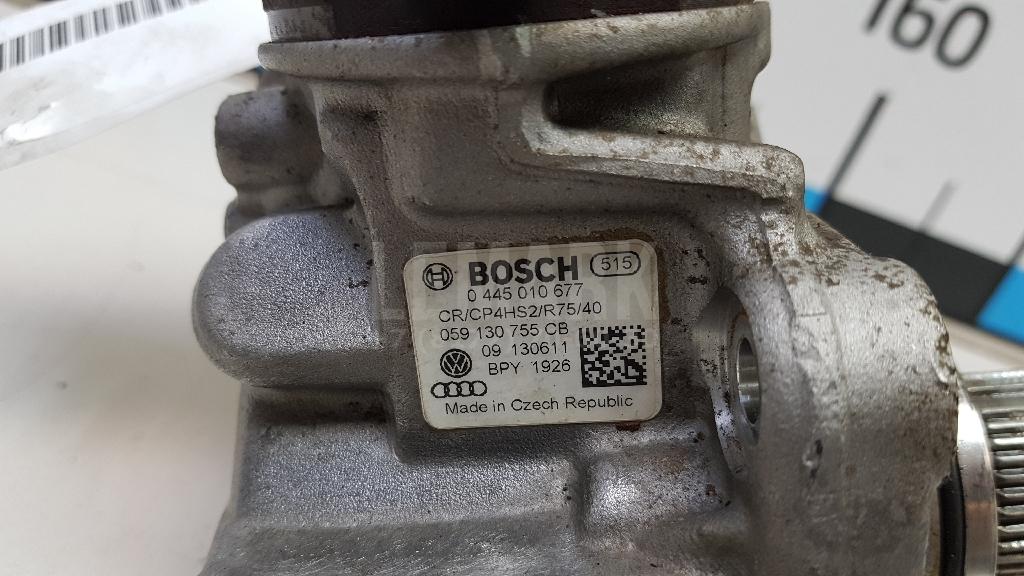 160
BOSCH 515
0 445 010 677
CR/CP4HS2/R75/40
059 130 755 CB
09 130611
BPY 1926
Made in Czech Republic